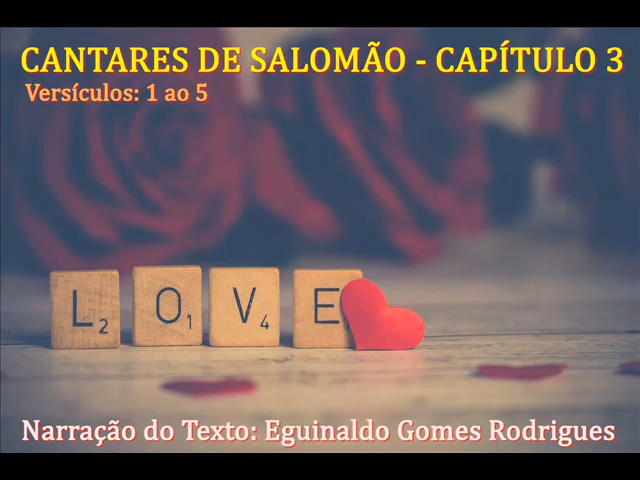 CANTARES DE SALOMÃO - CAPÍTULO 3
Versículos: 1 ao 5
L2 O1 V4 E
Narração do Texto: Eguinaldo Gomes Rodrigues